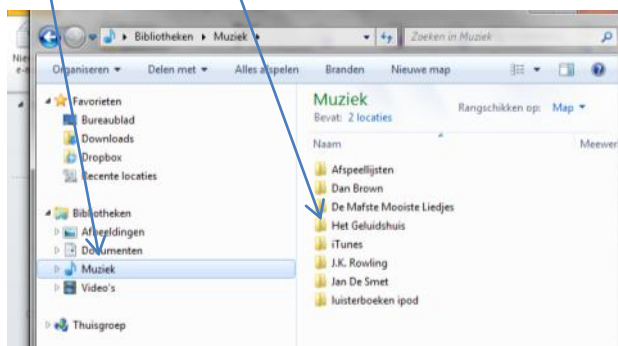 Bibliotheken Muziek
Zoeken in Muziek
Organiseren Delen met Alles afspelen Branden Nieuwe map
Favorieten
Bureaublad
Downloads
Dropbox
Recente locaties
Bibliotheken
Afbeeldingen
Documenten
Muziek
Video's
Thuisgroep
Muziek
Bevat: 2 locaties
Rangschikken op: Map
Naam
Afspeellijsten
Dan Brown
De Mafste Mooiste Liedjes
Het Geluidshuis
iTunes
J.K. Rowling
Jan De Smet
luisterboeken ipod